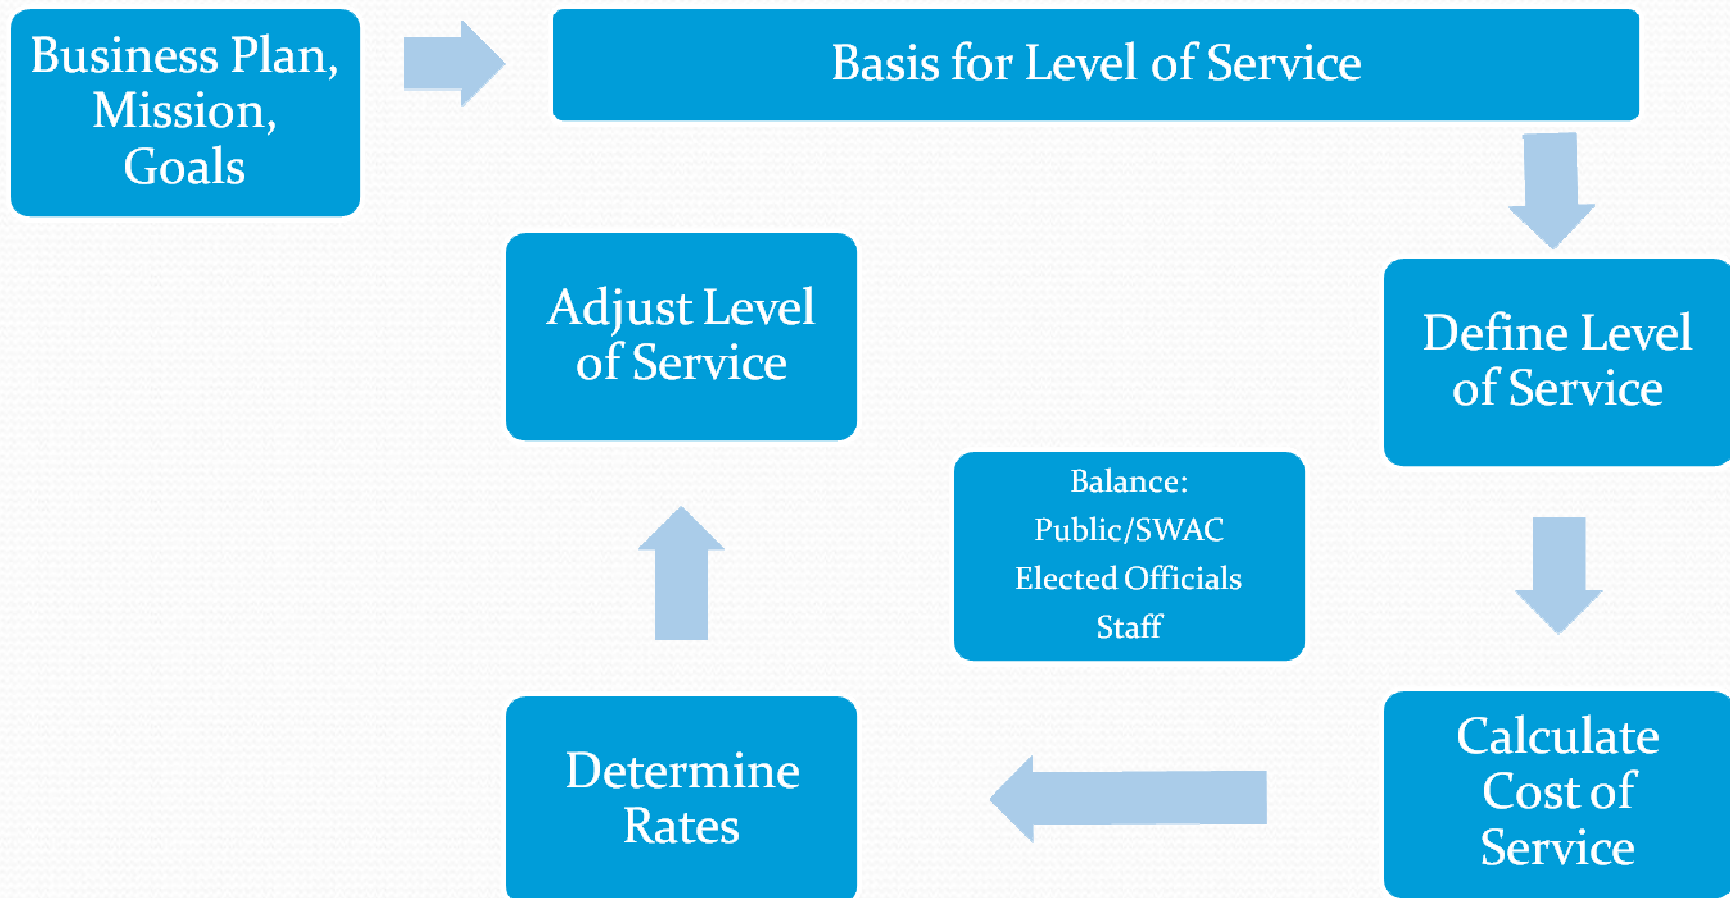 Business Plan,
Mission,
Goals
Basis for Level of Service
Define Level
of Service
Calculate
Cost of
Service
Determine
Rates
Adjust Level
of Service
Balance:
Public/SWAC
Elected Officials
Staff